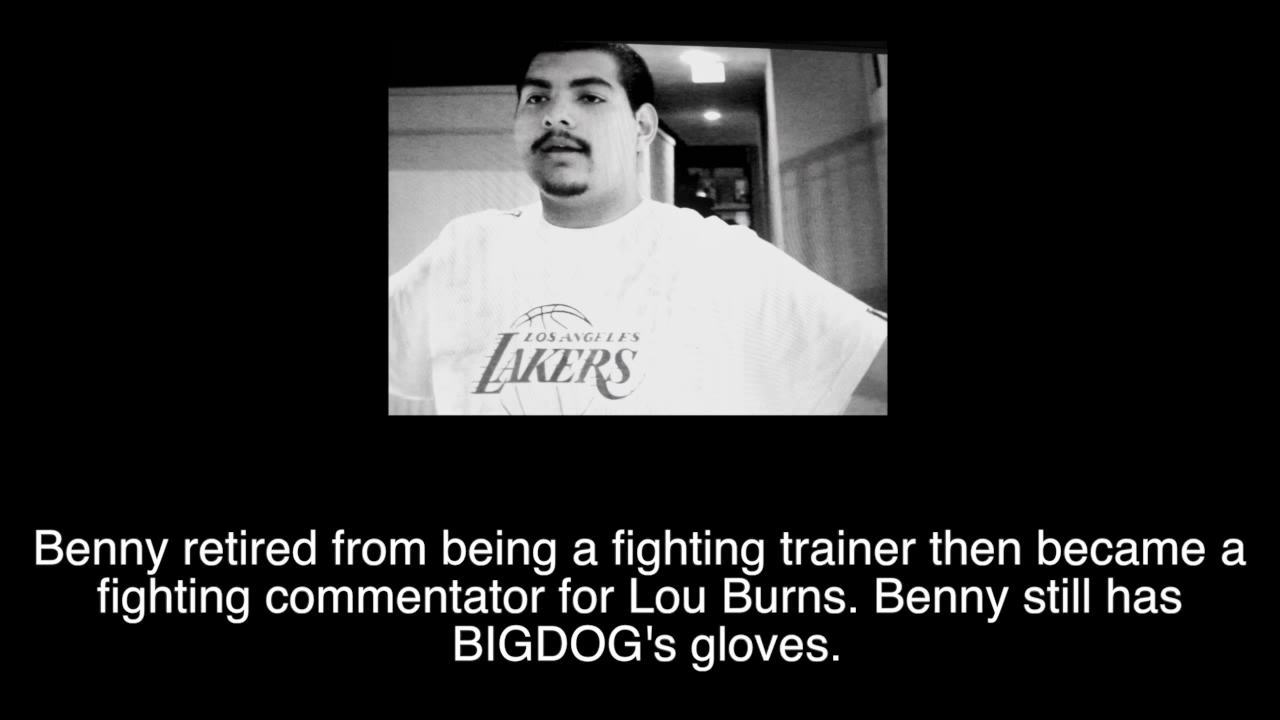 LOS ANGELES
LAKERS
Benny retired from being a fighting trainer then became a
fighting commentator for Lou Burns. Benny still has
BIGDOG's gloves.